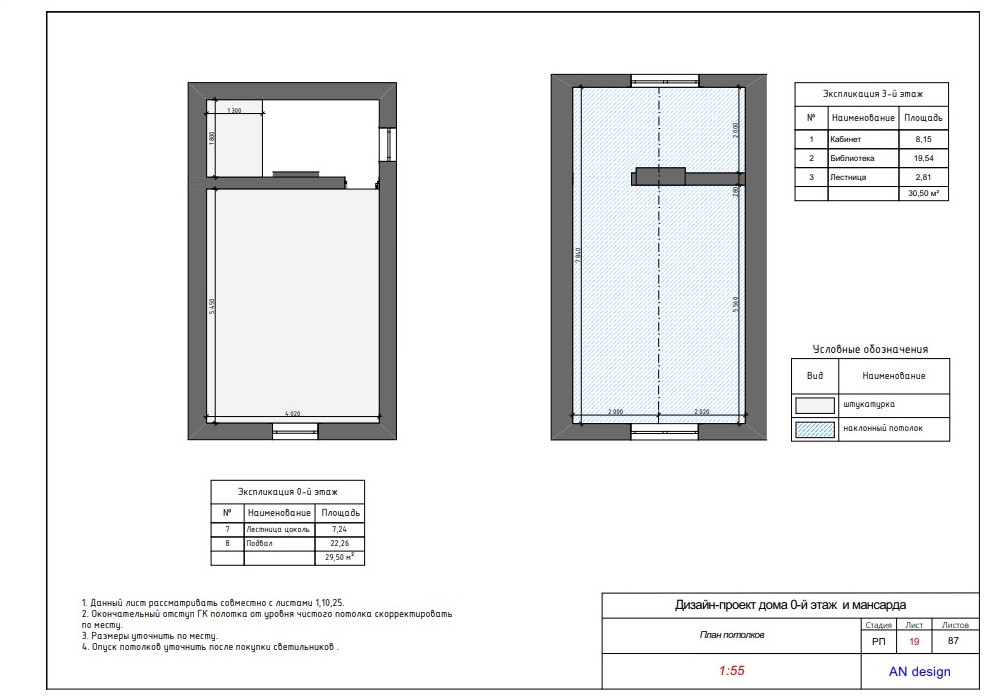 1 300
1 800
5 450
4 020
2 000
280
7 840
5 560
2 000
2 020
Экспликация 3-й этаж
№ Наименование Площадь
1 Кабинет 8,15
2 Библиотека 19,54
3 Лестница 2,81
30,50 м²
Условные обозначения
Вид Наименование
штукатурка
наклонный потолок
Экспликация 0-й этаж
№ Наименование Площадь
7 Лестница цоколь 7,24
8 Подвал 22,26
29,50 м²
1. Данный лист рассматривать совместно с листами 1,10,25.
2. Окончательный отступ ГК полотка от уровня чистого потолка скорректировать
по месту.
3. Размеры уточнить по месту.
4. Опуск потолков уточнить после покупки светильников .
Дизайн-проект дома 0-й этаж и мансарда
План потолков
Стадия Лист Листов
РП 19 87
1:55
AN design